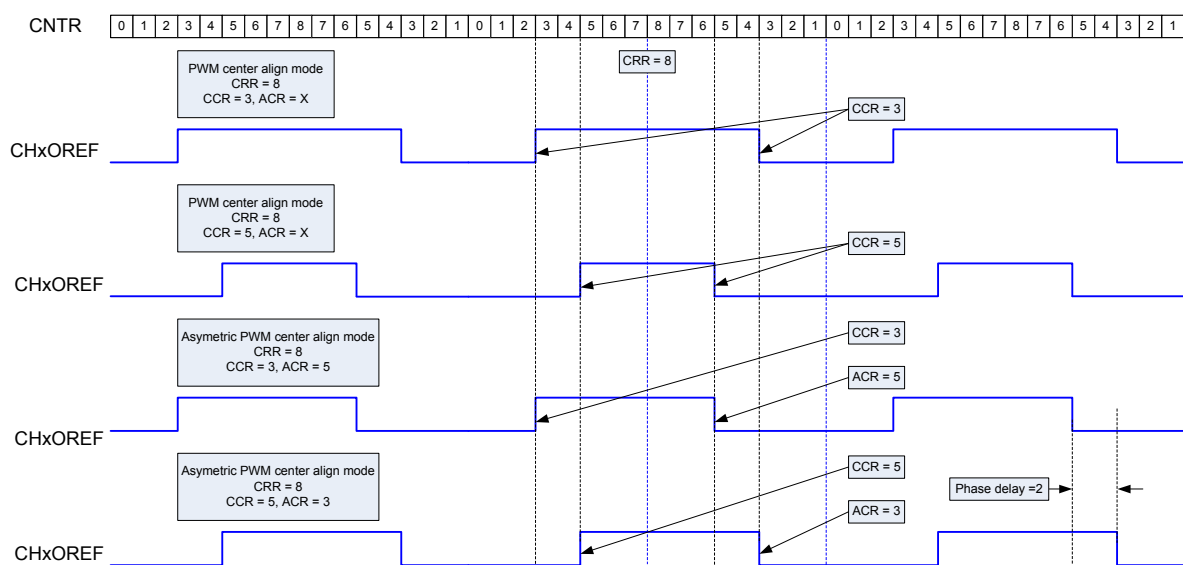 CNTR 0 1 2 3 4 5 6 7 8 7 6 5 4 3 2 1 0 1 2 3 4 5 6 7 8 7 6 5 4 3 2 1 0 1 2 3 4 5 6 7 8 7 6 5 4 3 2 1
PWM center align mode
CRR = 8
CCR = 3, ACR = X
CRR = 8
CCR = 3
CHxOREF
PWM center align mode
CRR = 8
CCR = 5, ACR = X
CCR = 5
CHxOREF
Asymetric PWM center align mode
CRR = 8
CCR = 3, ACR = 5
CCR = 3
ACR = 5
CHxOREF
Asymetric PWM center align mode
CRR = 8
CCR = 5, ACR = 3
CCR = 5
Phase delay =2
ACR = 3
CHxOREF